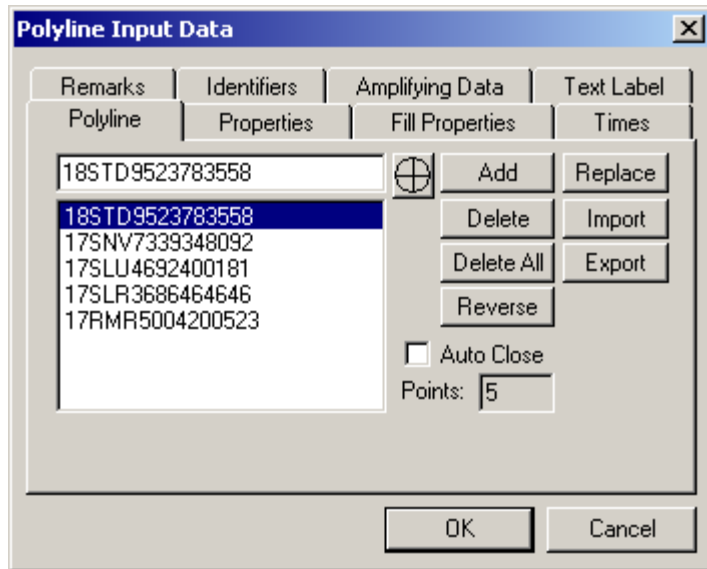 Polyline Input Data
Remarks Identifiers Amplifying Data Text Label
Polyline Properties Fill Properties Times
18STD9523783558 Add Replace
18STD9523783558 Delete Import
17SNV7339348092
17SLU4692400181 Delete All Export
17SLR3686464646
17RMR5004200523 Reverse
Auto Close
Points: 5
OK Cancel